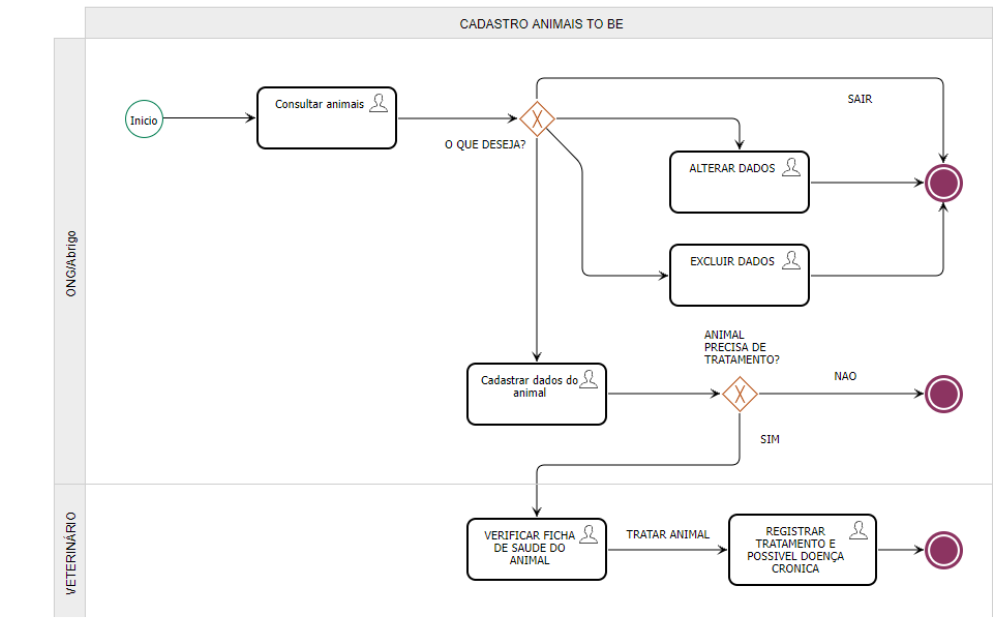 CADASTRO ANIMAIS TO BE
ONG/Abrigo
Inicio
Consultar animais
O QUE DESEJA?
SAIR
ALTERAR DADOS
EXCLUIR DADOS
Cadastrar dados do
animal
ANIMAL
PRECISA DE
TRATAMENTO?
NAO
SIM
VETERINÁRIO
VERIFICAR FICHA
DE SAUDE DO
ANIMAL
TRATAR ANIMAL
REGISTRAR
TRATAMENTO E
POSSIVEL DOENÇA
CRONICA